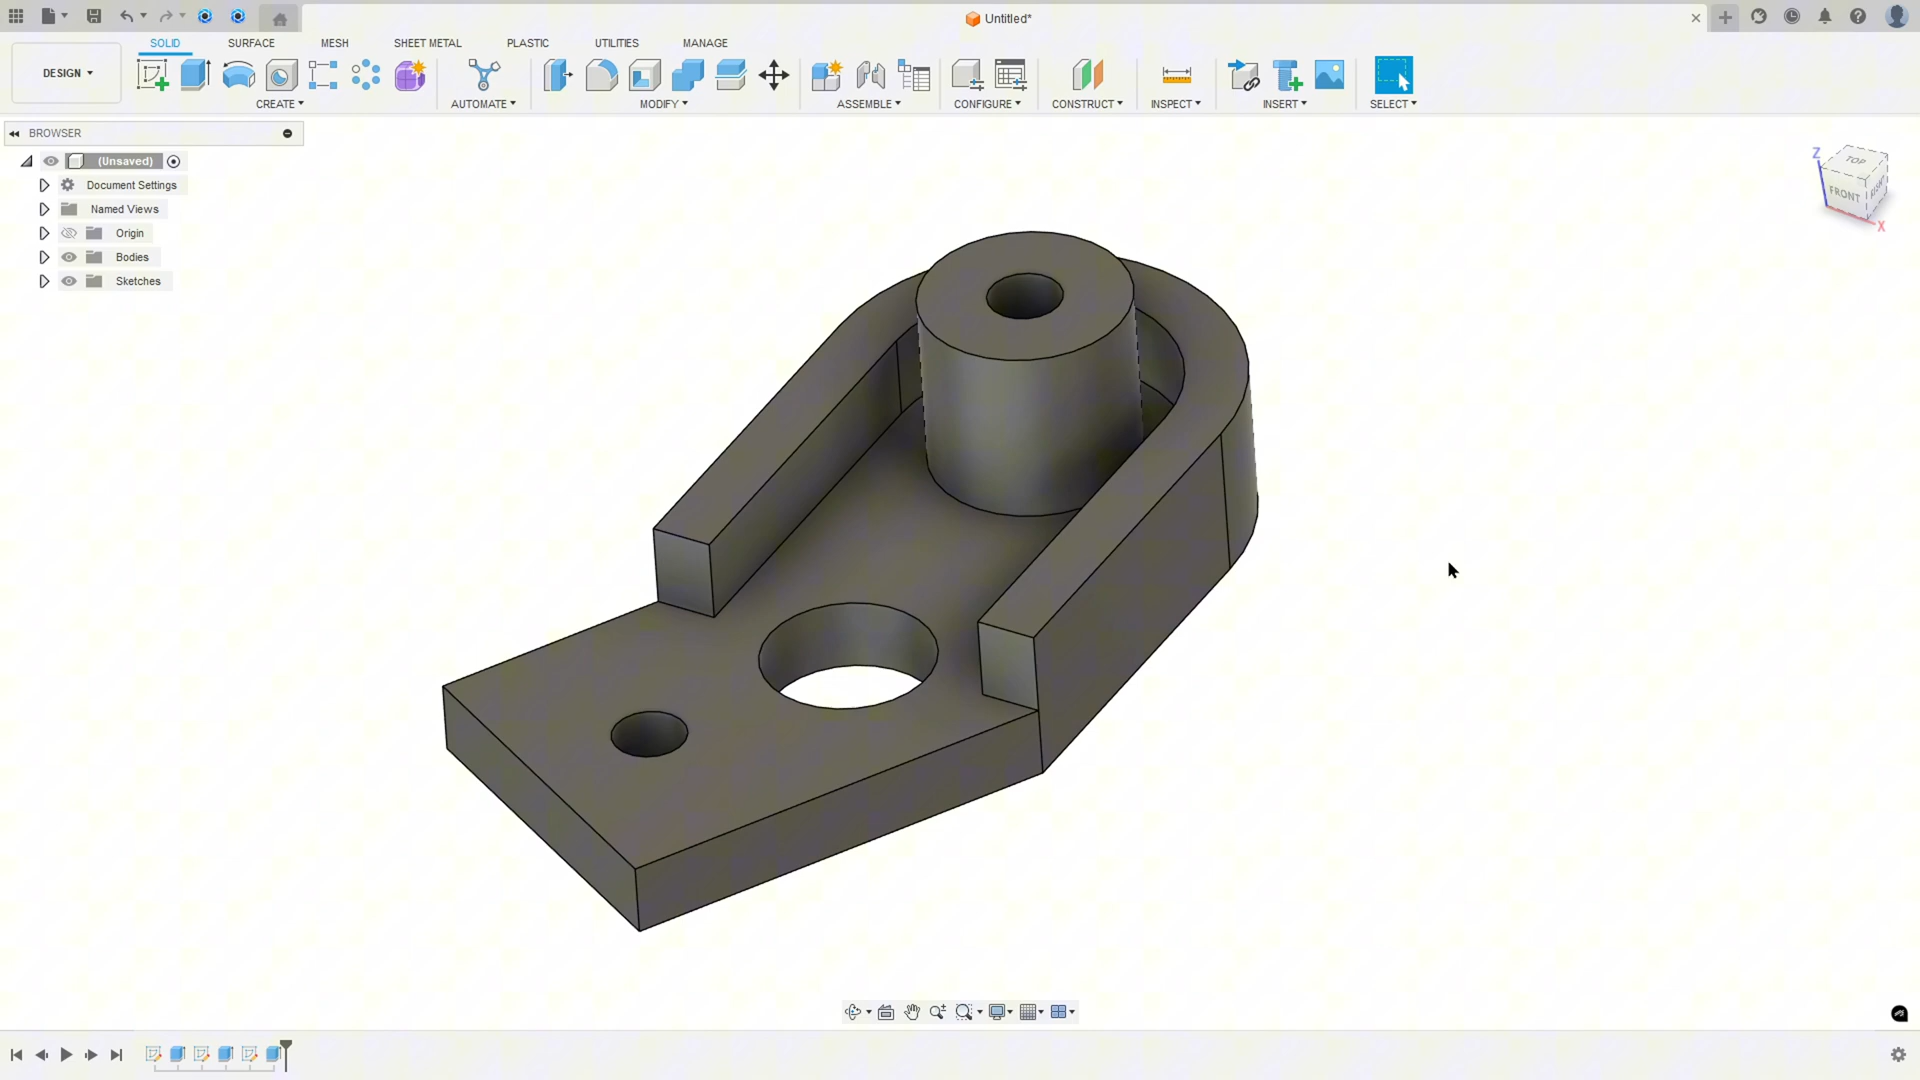 Untitled*
SOLID SURFACE MESH SHEET METAL PLASTIC UTILITIES MANAGE
DESIGN
CREATE AUTOMATE MODIFY ASSEMBLE CONFIGURE CONSTRUCT INSPECT INSERT SELECT
BROWSER
(Unsaved)
Document Settings
Named Views
Origin
Bodies
Sketches
Z
TOP
FRONT
RIGHT
X